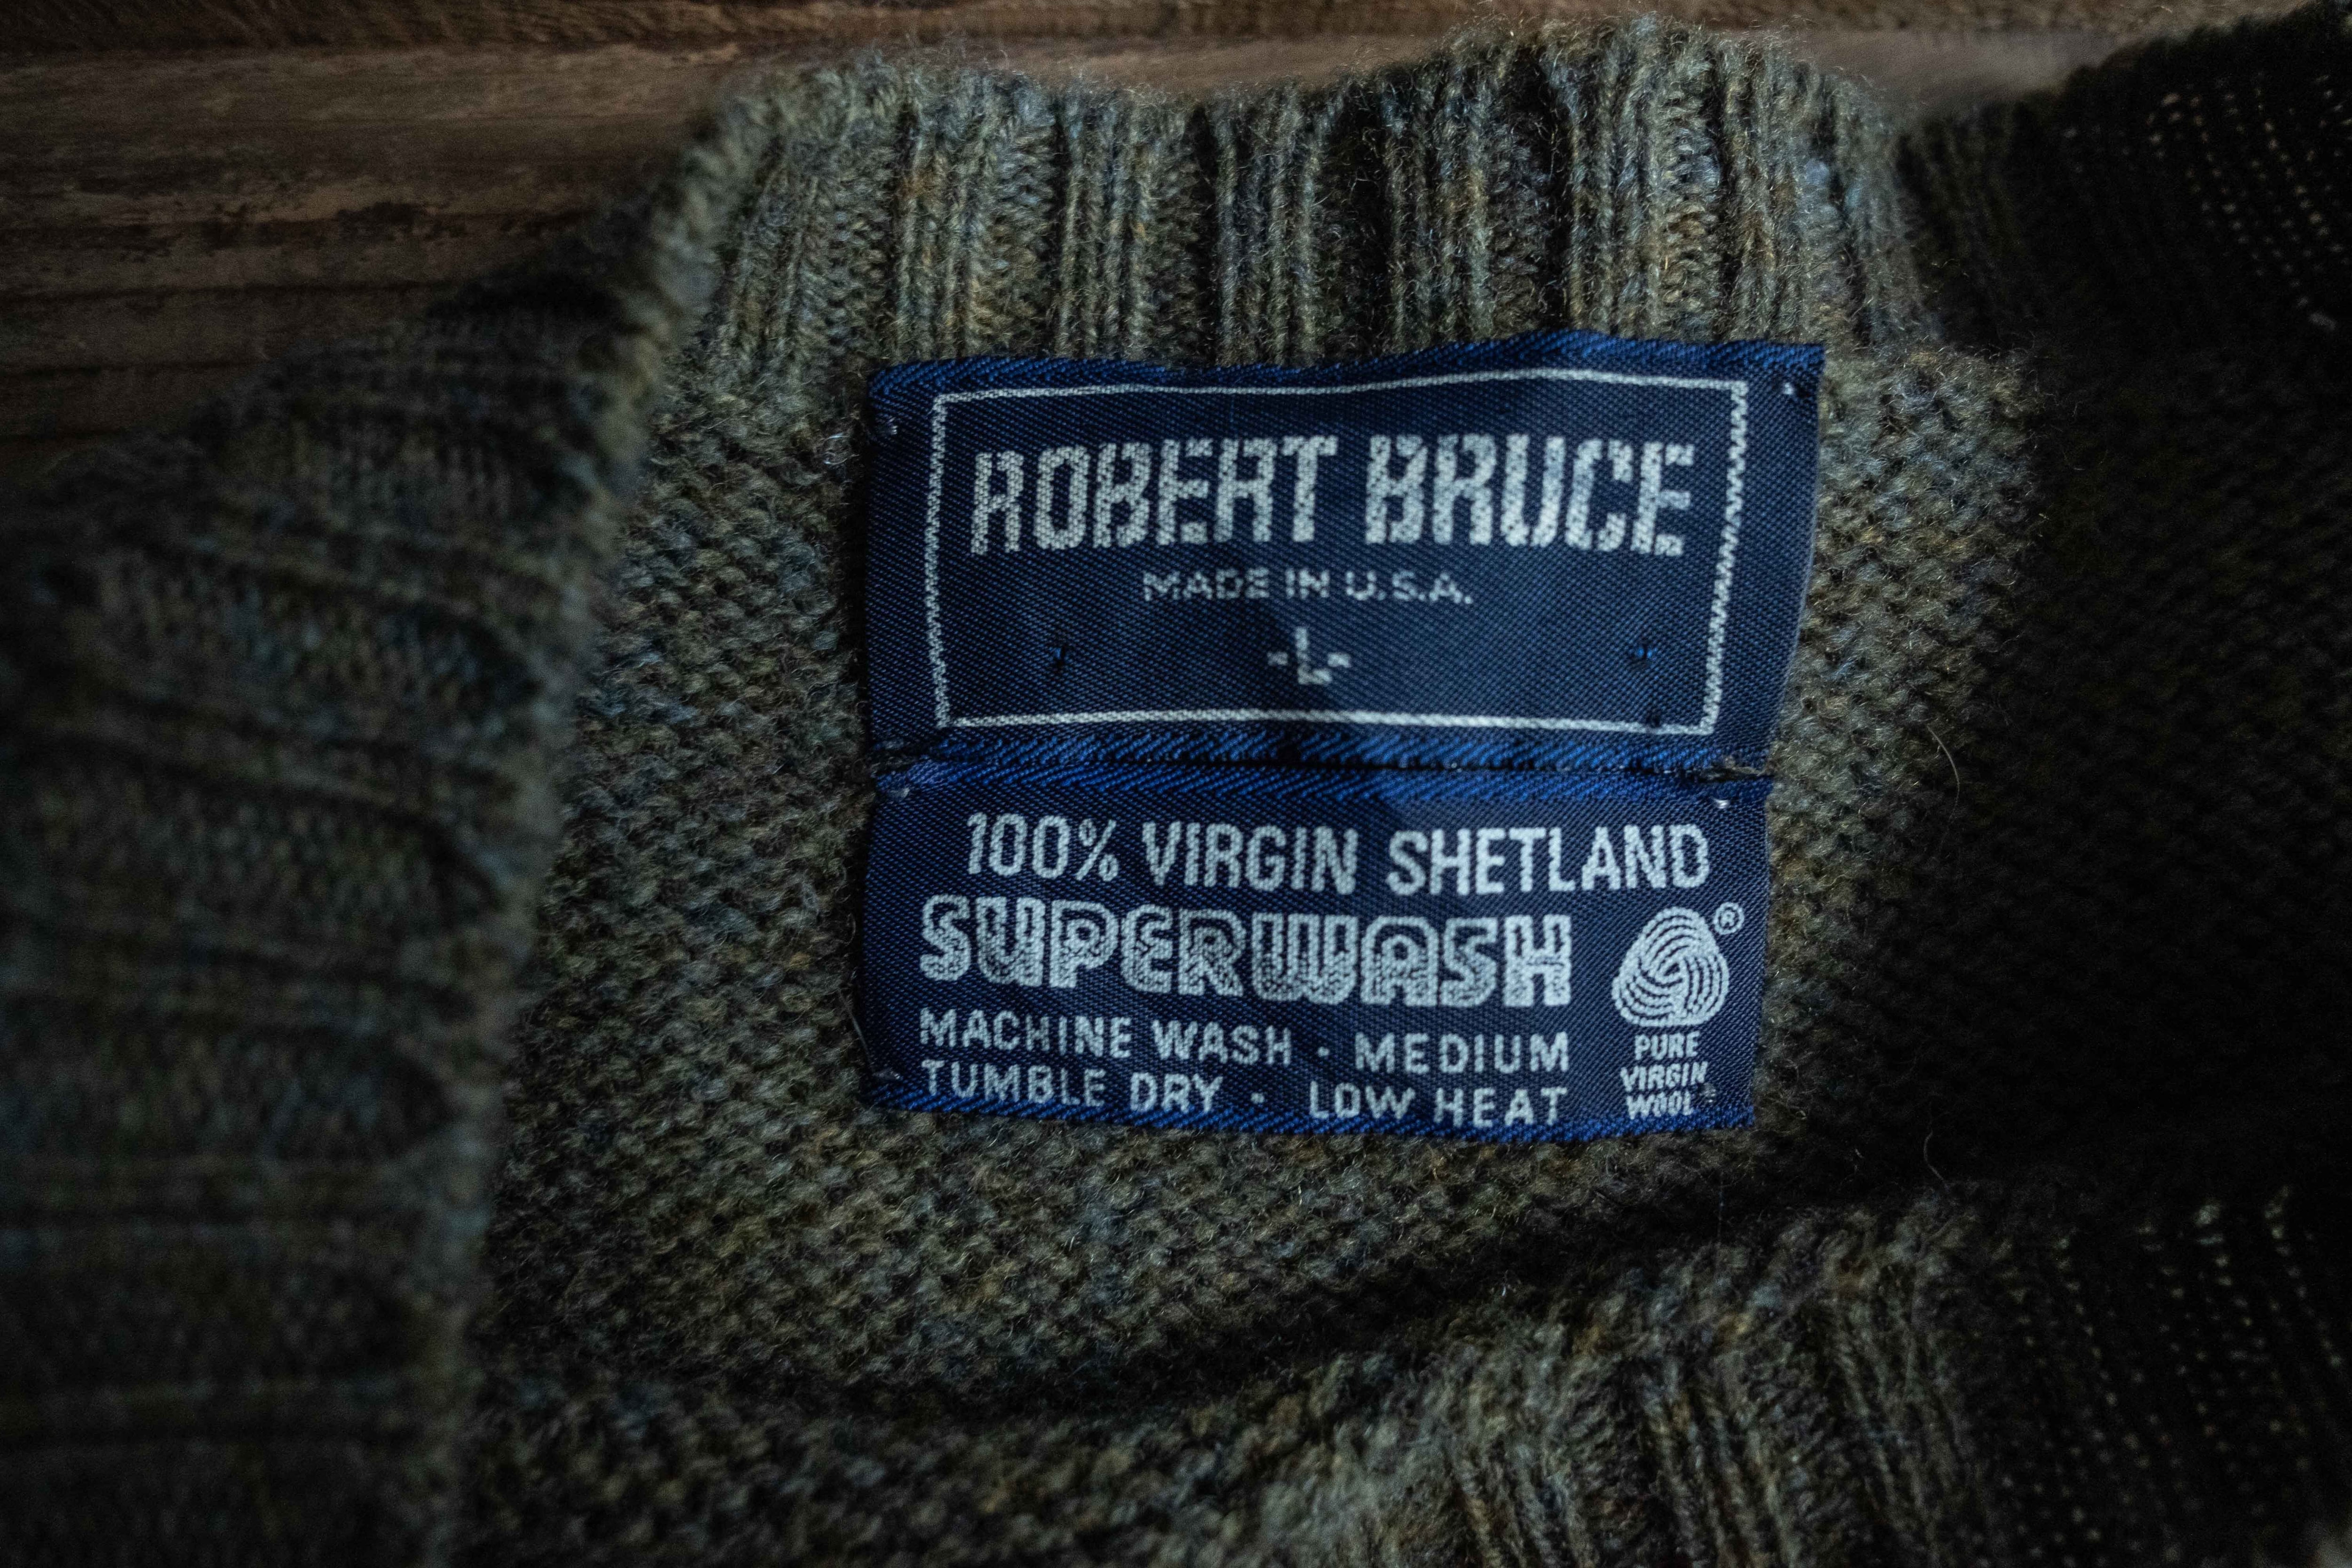 ROBERT BRUCE
MADE IN U.S.A.
-L-
100% VIRGIN SHETLAND
SUPERWASH ®
MACHINE WASH - MEDIUM
TUMBLE DRY - LOW HEAT
PURE
VIRGIN
WOOL